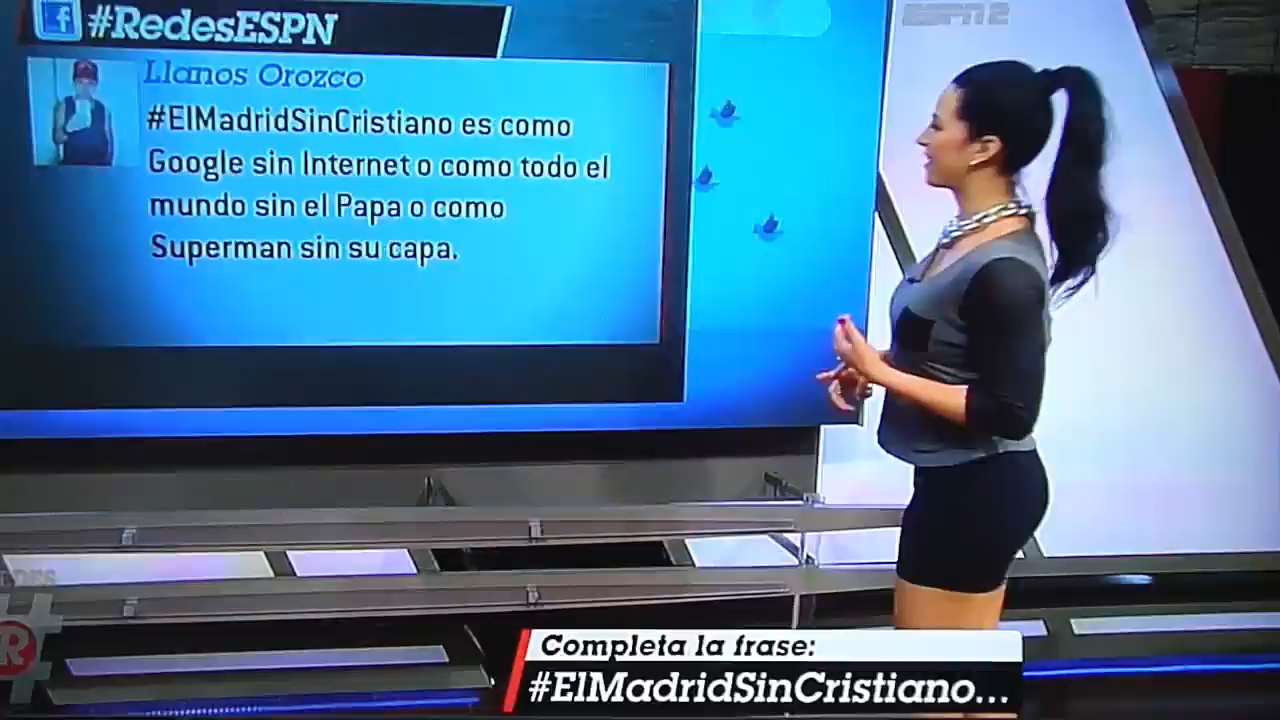 #RedesESPN
ESPN 2
Llanos Orozco
#ElMadridSinCristiano es como
Google sin Internet o como todo el
mundo sin el Papa o como
Superman sin su capa.
Completa la frase:
#ElMadridSinCristiano...